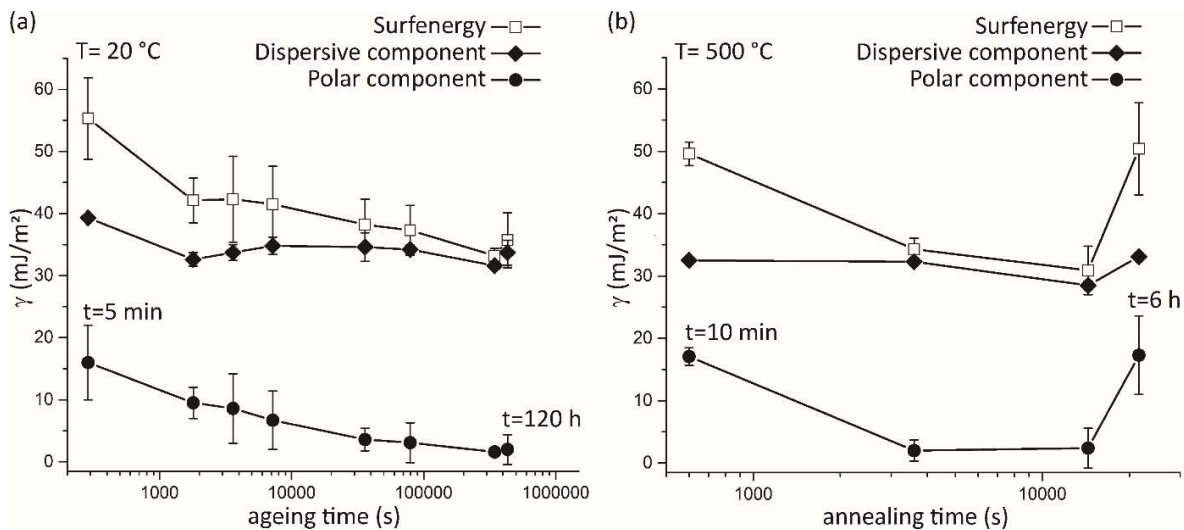 (a)
Surfenergy
T= 20 °C
Dispersive component
Polar component
60
50
40
30
20
10
0
γ (mJ/m²)
t=5 min
t=120 h
1000
10000
100000
1000000
ageing time (s)
(b)
Surfenergy
T= 500 °C
Dispersive component
Polar component
60
50
40
30
20
10
0
γ (mJ/m²)
t=10 min
t=6 h
1000
10000
annealing time (s)